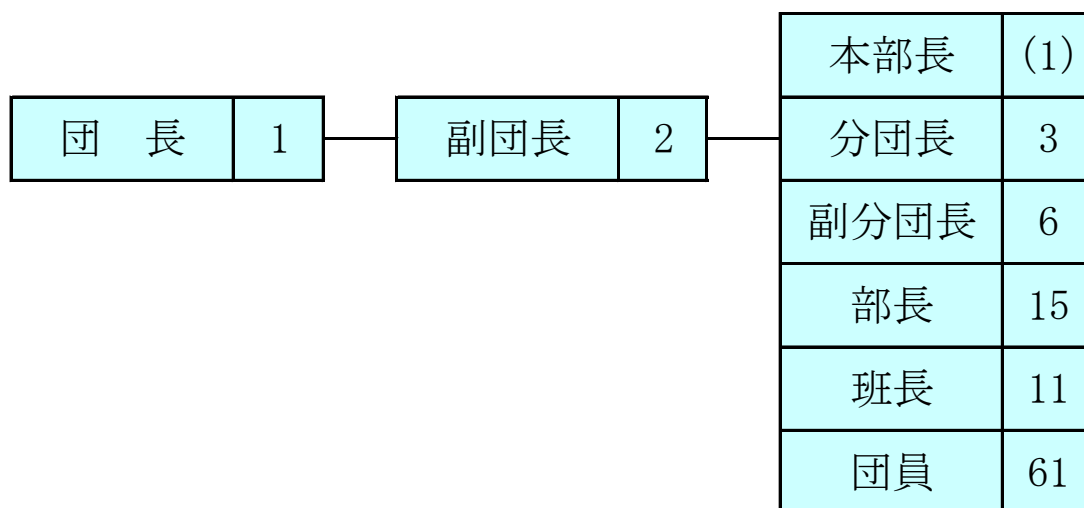 団　長 1
副団長 2
本部長 (1)
分団長 3
副分団長 6
部長 15
班長 11
団員 61